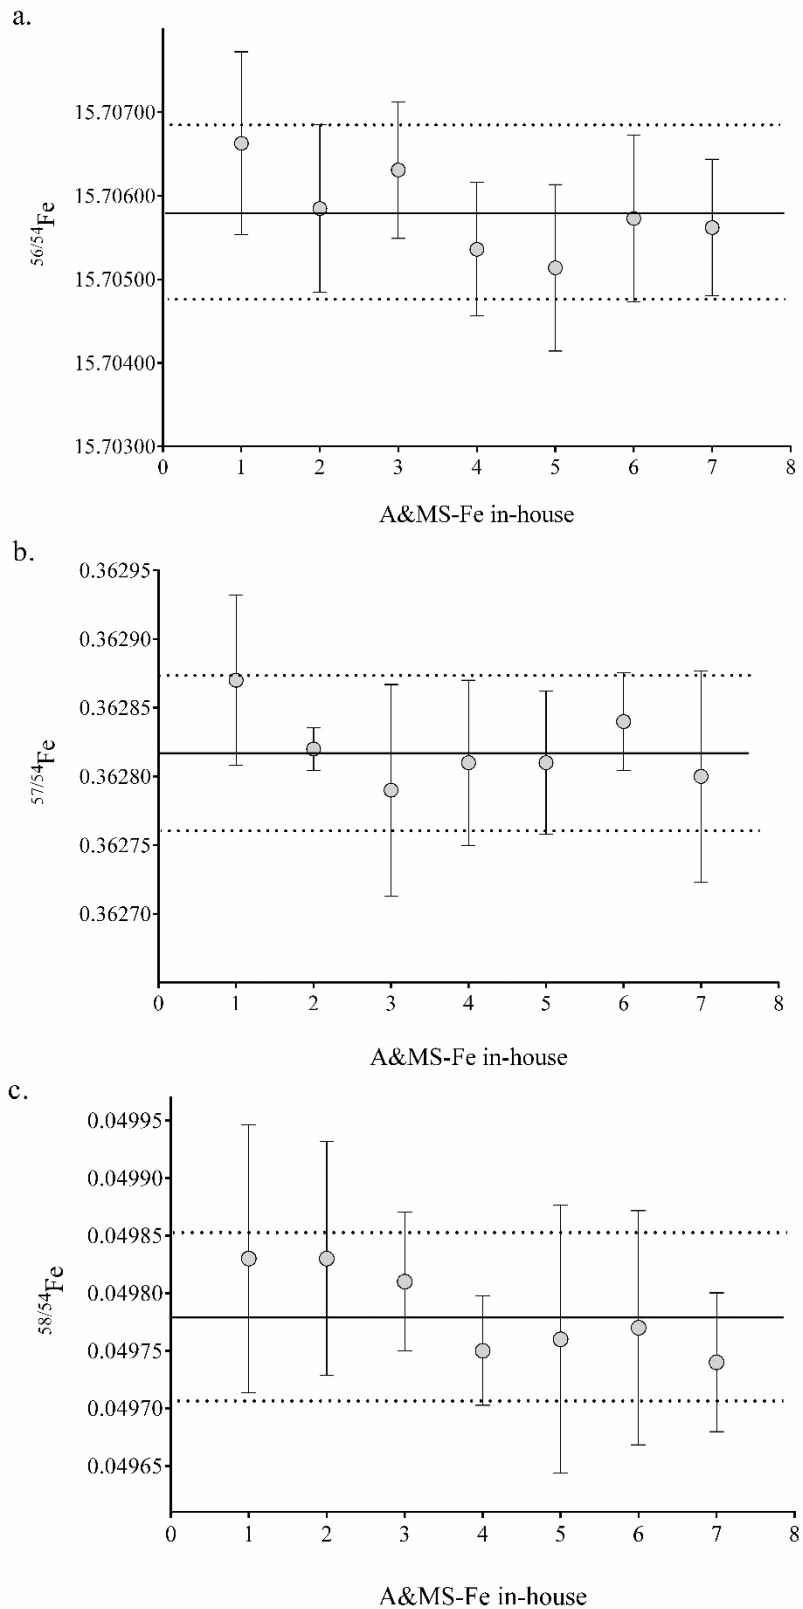 a.
15.70700
15.70600
15.70500
15.70400
15.70300
56/54Fe
0 1 2 3 4 5 6 7 8
A&MS-Fe in-house
b.
0.36295
0.36290
0.36285
0.36280
0.36275
0.36270
57/54Fe
0 1 2 3 4 5 6 7 8
A&MS-Fe in-house
c.
0.04995
0.04990
0.04985
0.04980
0.04975
0.04970
0.04965
58/54Fe
0 1 2 3 4 5 6 7 8
A&MS-Fe in-house